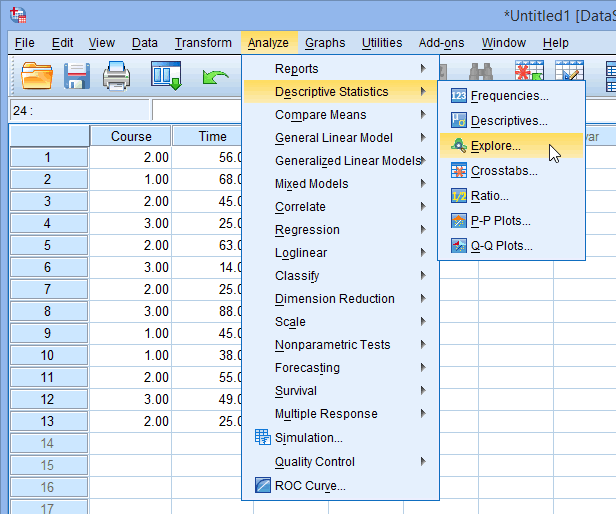 *Untitled1 [DataS
File Edit View Data Transform Analyze Graphs Utilities Add-ons Window Help
24 :
Course Time var
1 2.00 56.0
2 1.00 68.0
3 2.00 45.0
4 3.00 25.0
5 2.00 63.0
6 3.00 14.0
7 2.00 25.0
8 3.00 88.0
9 1.00 45.0
10 1.00 38.0
11 2.00 55.0
12 3.00 49.0
13 2.00 25.0
14
15
16
17
Reports
Descriptive Statistics
Compare Means
General Linear Model
Generalized Linear Models
Mixed Models
Correlate
Regression
Loglinear
Classify
Dimension Reduction
Scale
Nonparametric Tests
Forecasting
Survival
Multiple Response
Simulation...
Quality Control
ROC Curve...
123 Frequencies...
Descriptives...
Explore...
Crosstabs...
1/2 Ratio...
P-P Plots...
Q-Q Plots...